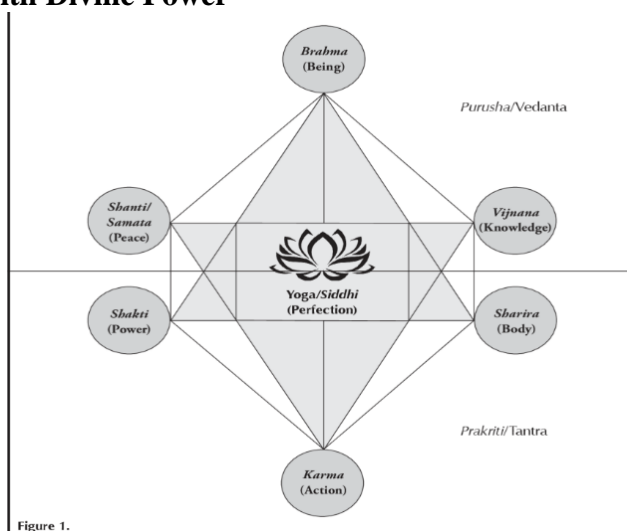 ith Divine Power
Brahma
(Being)
Purusha/Vedanta
Shanti/
Samata
(Peace)
Vijnana
(Knowledge)
Yoga/Siddhi
(Perfection)
Shakti
(Power)
Sharira
(Body)
Prakriti/Tantra
Karma
(Action)
Figure 1.